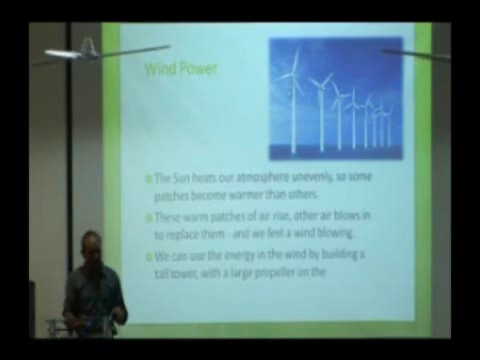 Wind Power
The Sun heats our atmosphere unevenly, so some
patches become warmer than others.
These warm patches of air rise, other air blows in
to replace them - and we feel a wind blowing.
We can use the energy in the wind by building a
tall tower, with a large propeller on the